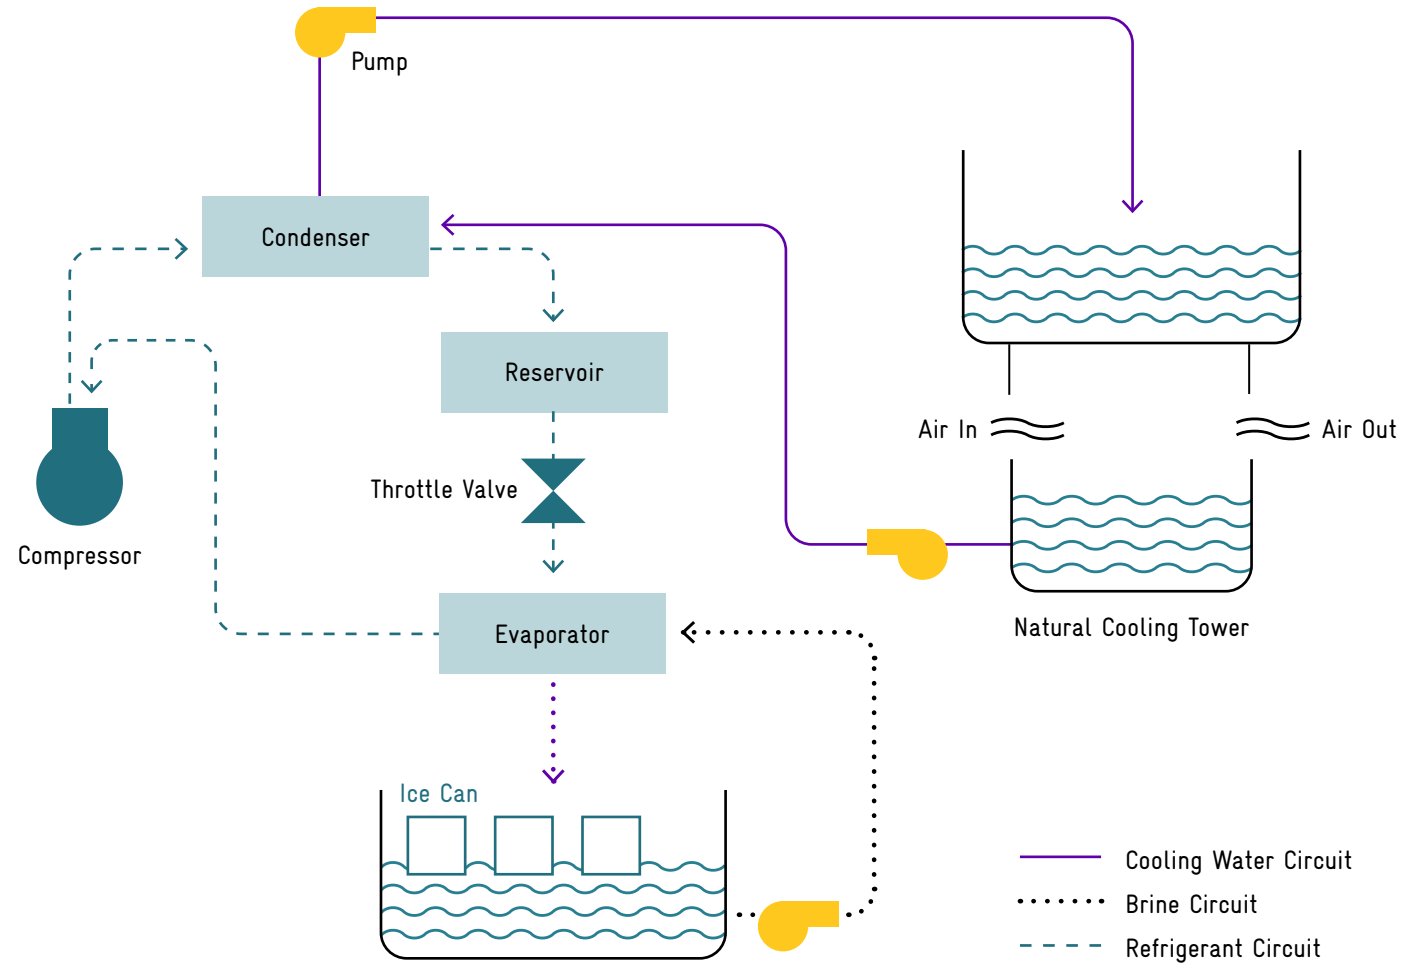 Pump
Condenser
Reservoir
Air In
Air Out
Throttle Valve
Compressor
Natural Cooling Tower
Evaporator
Ice Can
Cooling Water Circuit
Brine Circuit
Refrigerant Circuit